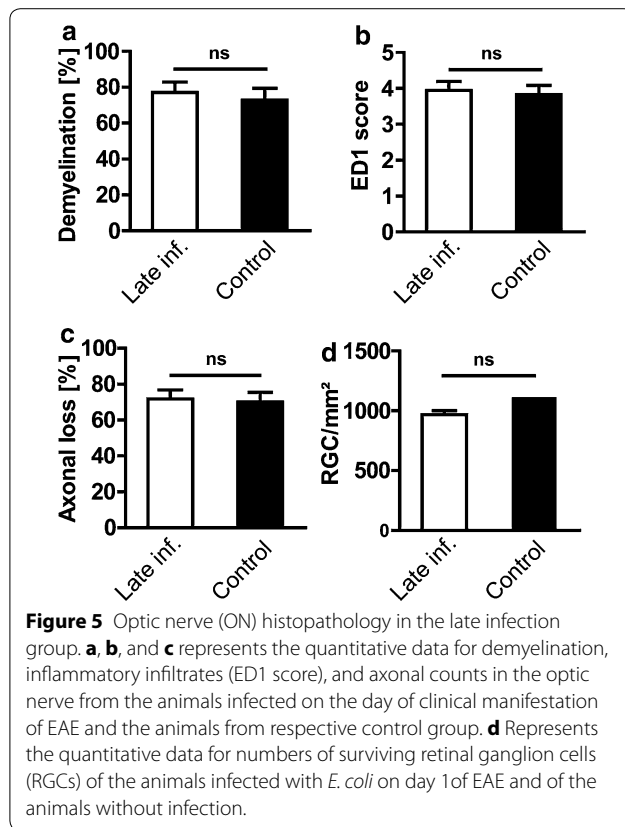 a
ns
Demyelination [%]
100
80
60
40
20
0
Late inf.
Control
b
ns
ED1 score
5
4
3
2
1
0
Late inf.
Control
c
ns
Axonal loss [%]
100
80
60
40
20
0
Late inf.
Control
d
ns
RGC/mm²
1500
1000
500
0
Late inf.
Control
Figure 5 Optic nerve (ON) histopathology in the late infection
group. a, b, and c represents the quantitative data for demyelination,
inflammatory infiltrates (ED1 score), and axonal counts in the optic
nerve from the animals infected on the day of clinical manifestation
of EAE and the animals from respective control group. d Represents
the quantitative data for numbers of surviving retinal ganglion cells
(RGCs) of the animals infected with E. coli on day 1of EAE and of the
animals without infection.